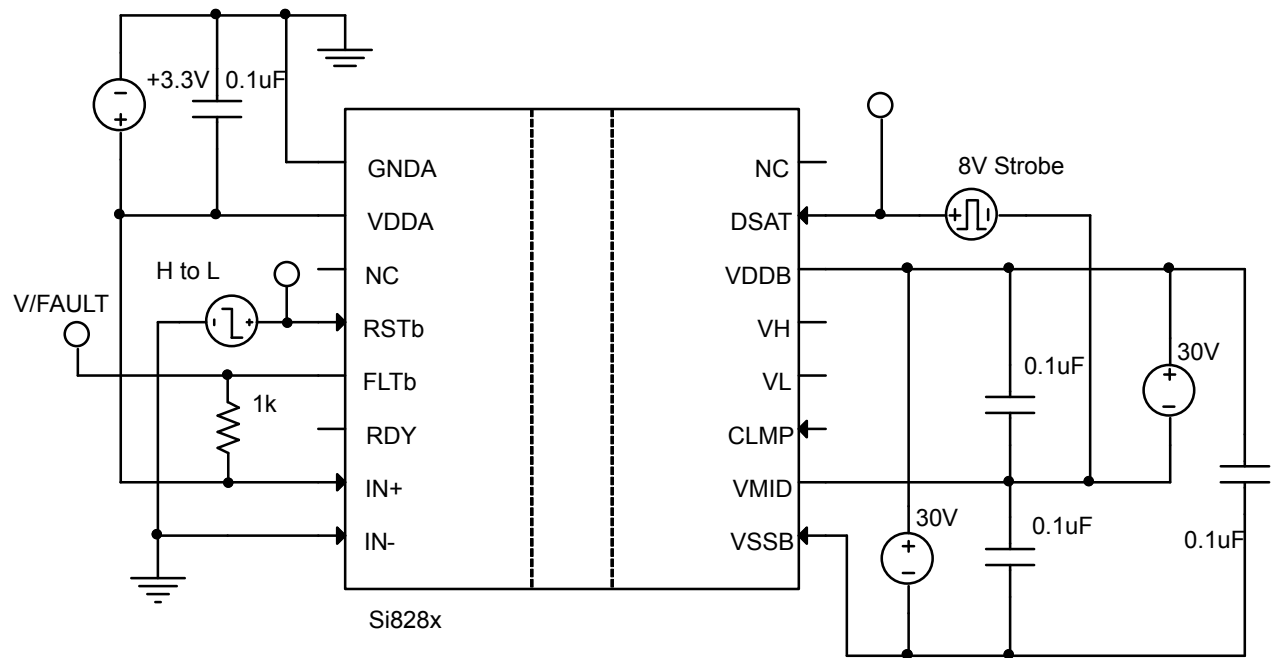 +3.3V
0.1uF
GNDA
VDDA
NC
H to L
V/FAULT
RSTb
FLTb
1k
RDY
IN+
IN-
Si828x
NC
8V Strobe
DSAT
VDDB
VH
30V
0.1uF
VL
CLMP
VMID
30V
0.1uF
VSSB
0.1uF